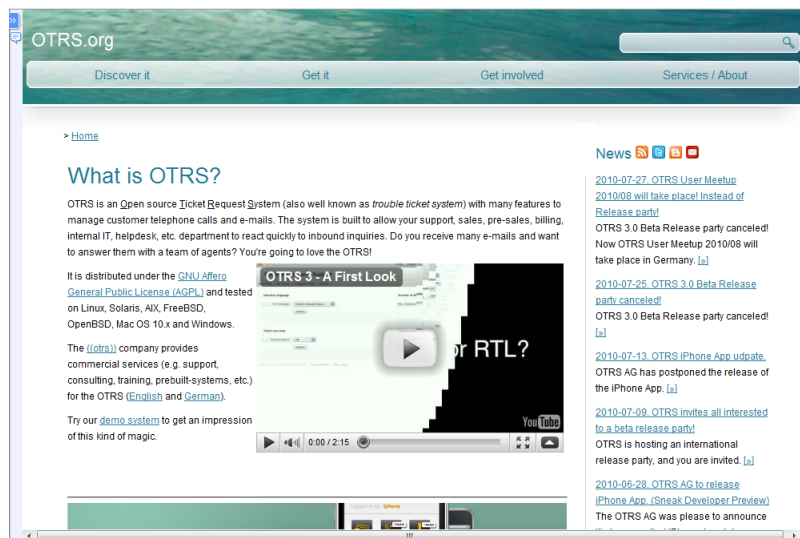 OTRS.org
Discover it
Get it
Get involved
Services / About
> Home
What is OTRS?
OTRS is an Open source Ticket Request System (also well known as trouble ticket system) with many features to
manage customer telephone calls and e-mails. The system is built to allow your support, sales, pre-sales, billing,
internal IT, helpdesk, etc. department to react quickly to inbound inquiries. Do you receive many e-mails and want
to answer them with a team of agents? You're going to love the OTRS!
It is distributed under the GNU Affero
General Public License (AGPL) and tested
on Linux, Solaris, AIX, FreeBSD,
OpenBSD, Mac OS 10.x and Windows.
The ((otrs)) company provides
commercial services (e.g. support,
consulting, training, prebuilt-systems, etc.)
for the OTRS (English and German).
Try our demo system to get an impression
of this kind of magic.
OTRS 3 - A First Look
or RTL?
YouTube
0:00 / 2:15
News
2010-07-27. OTRS User Meetup
2010/08 will take place! Instead of
Release party!
OTRS 3.0 Beta Release party canceled!
Now OTRS User Meetup 2010/08 will
take place in Germany. [»]
2010-07-25. OTRS 3.0 Beta Release
party canceled!
OTRS 3.0 Beta Release party canceled!
[»]
2010-07-13. OTRS iPhone App udpate.
OTRS AG has postponed the release of
the iPhone App. [»]
2010-07-09. OTRS invites all interested
to a beta release party!
OTRS is hosting an international
release party, and you are invited. [»]
2010-06-28. OTRS AG to release
iPhone App. (Sneak Developer Preview)
The OTRS AG was please to announce